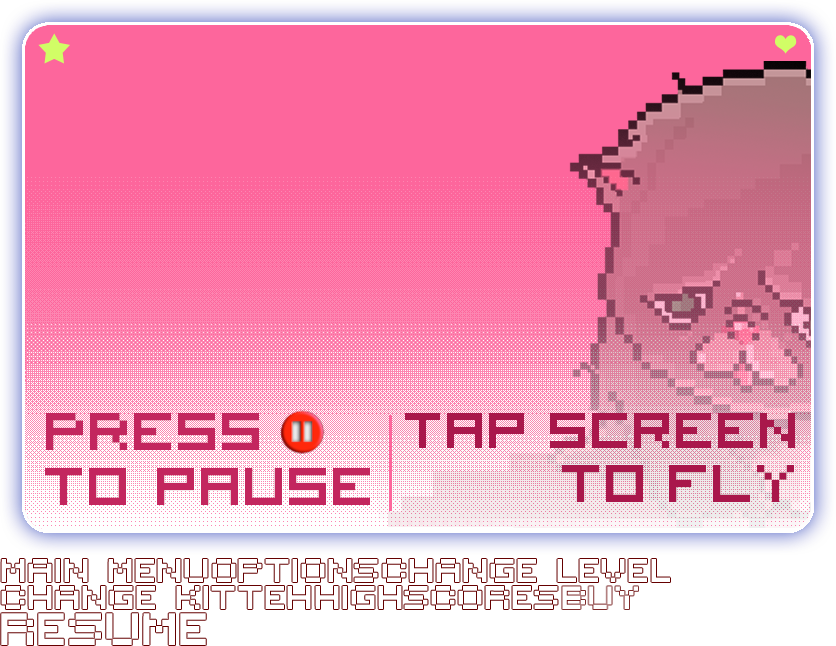 PRESS
TO PAUSE
TAP SCREEN
TO FLY
MAIN MENUOPTIONSCHANGE LEVEL
CHANGE KITTEHHIGHSCORESBUY
RESUME